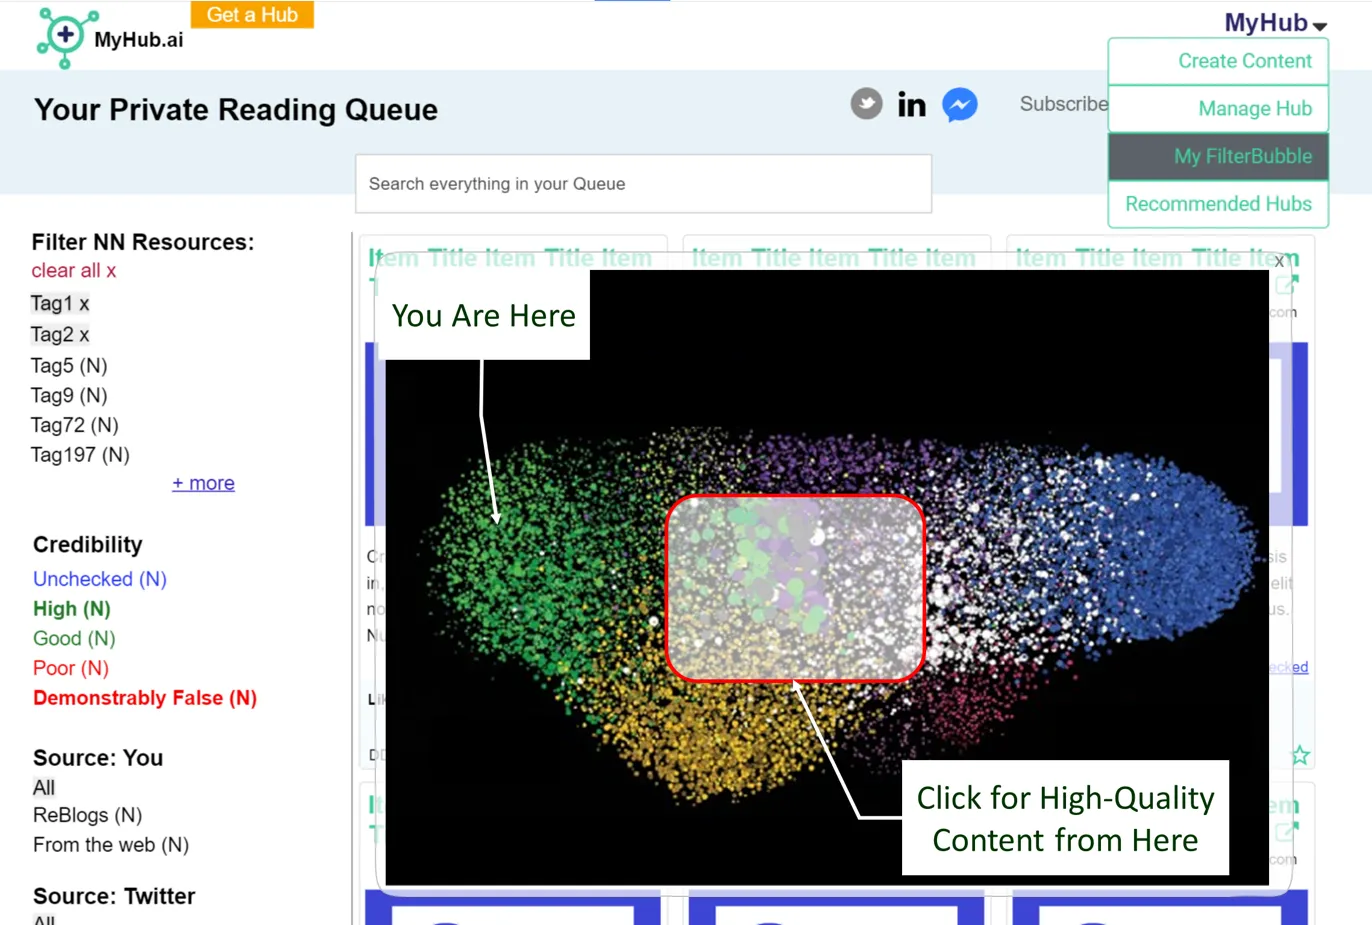 Get a Hub
MyHub.ai
MyHub
Create Content
Manage Hub
My FilterBubble
Recommended Hubs
Your Private Reading Queue
in
Subscribe
Search everything in your Queue
Filter NN Resources:
clear all x
Tag1 x
Tag2 x
Tag5 (N)
Tag9 (N)
Tag72 (N)
Tag197 (N)
+ more
Credibility
Unchecked (N)
High (N)
Good (N)
Poor (N)
Demonstrably False (N)
Source: You
All
ReBlogs (N)
From the web (N)
Source: Twitter
All
Item Title Item Title Item
Item Title Item Title Item
Item Title Item Title Item
x
com
You Are Here
Click for High-Quality
Content from Here
com